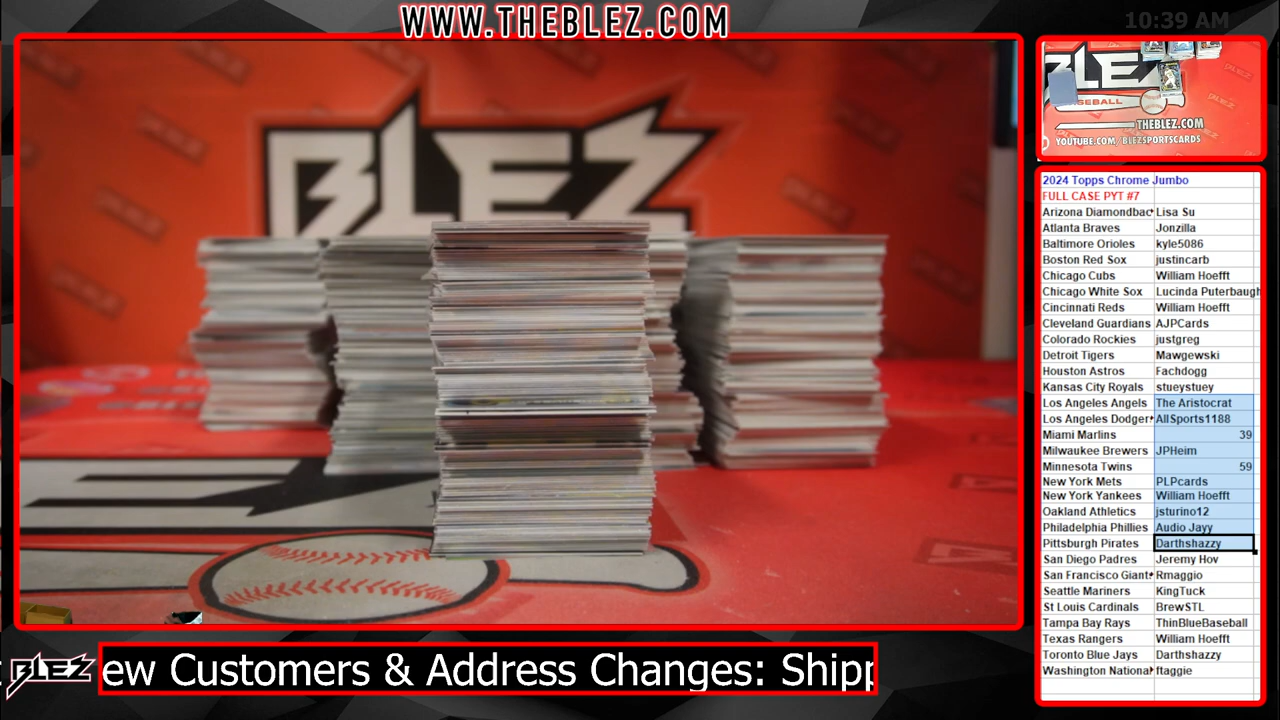 WWW.THEBLEZ.COM
10:39 AM
BLEZ
BLEZ
BASEBALL
THEBLEZ.COM
YOUTUBE.COM/BLEZSPORTSCARDS
2024 Topps Chrome Jumbo
FULL CASE PYT #7
Arizona Diamondbac Lisa Su
Atlanta Braves Jonzilla
Baltimore Orioles kyle5086
Boston Red Sox justincarb
Chicago Cubs William Hoefft
Chicago White Sox Lucinda Puterbaugh
Cincinnati Reds William Hoefft
Cleveland Guardians AJPCards
Colorado Rockies justgreg
Detroit Tigers Mawgewski
Houston Astros Fachdogg
Kansas City Royals stueystuey
Los Angeles Angels The Aristocrat
Los Angeles Dodger AllSports1188
Miami Marlins 39
Milwaukee Brewers JPHeim
Minnesota Twins 59
New York Mets PLPcards
New York Yankees William Hoefft
Oakland Athletics jsturino12
Philadelphia Phillies Audio Jayy
Pittsburgh Pirates Darthshazzy
San Diego Padres Jeremy Hov
San Francisco Giant Rmaggio
Seattle Mariners KingTuck
St Louis Cardinals BrewSTL
Tampa Bay Rays ThinBlueBaseball
Texas Rangers William Hoefft
Toronto Blue Jays Darthshazzy
Washington National ftaggie
BLEZ ew Customers & Address Changes: Shipp